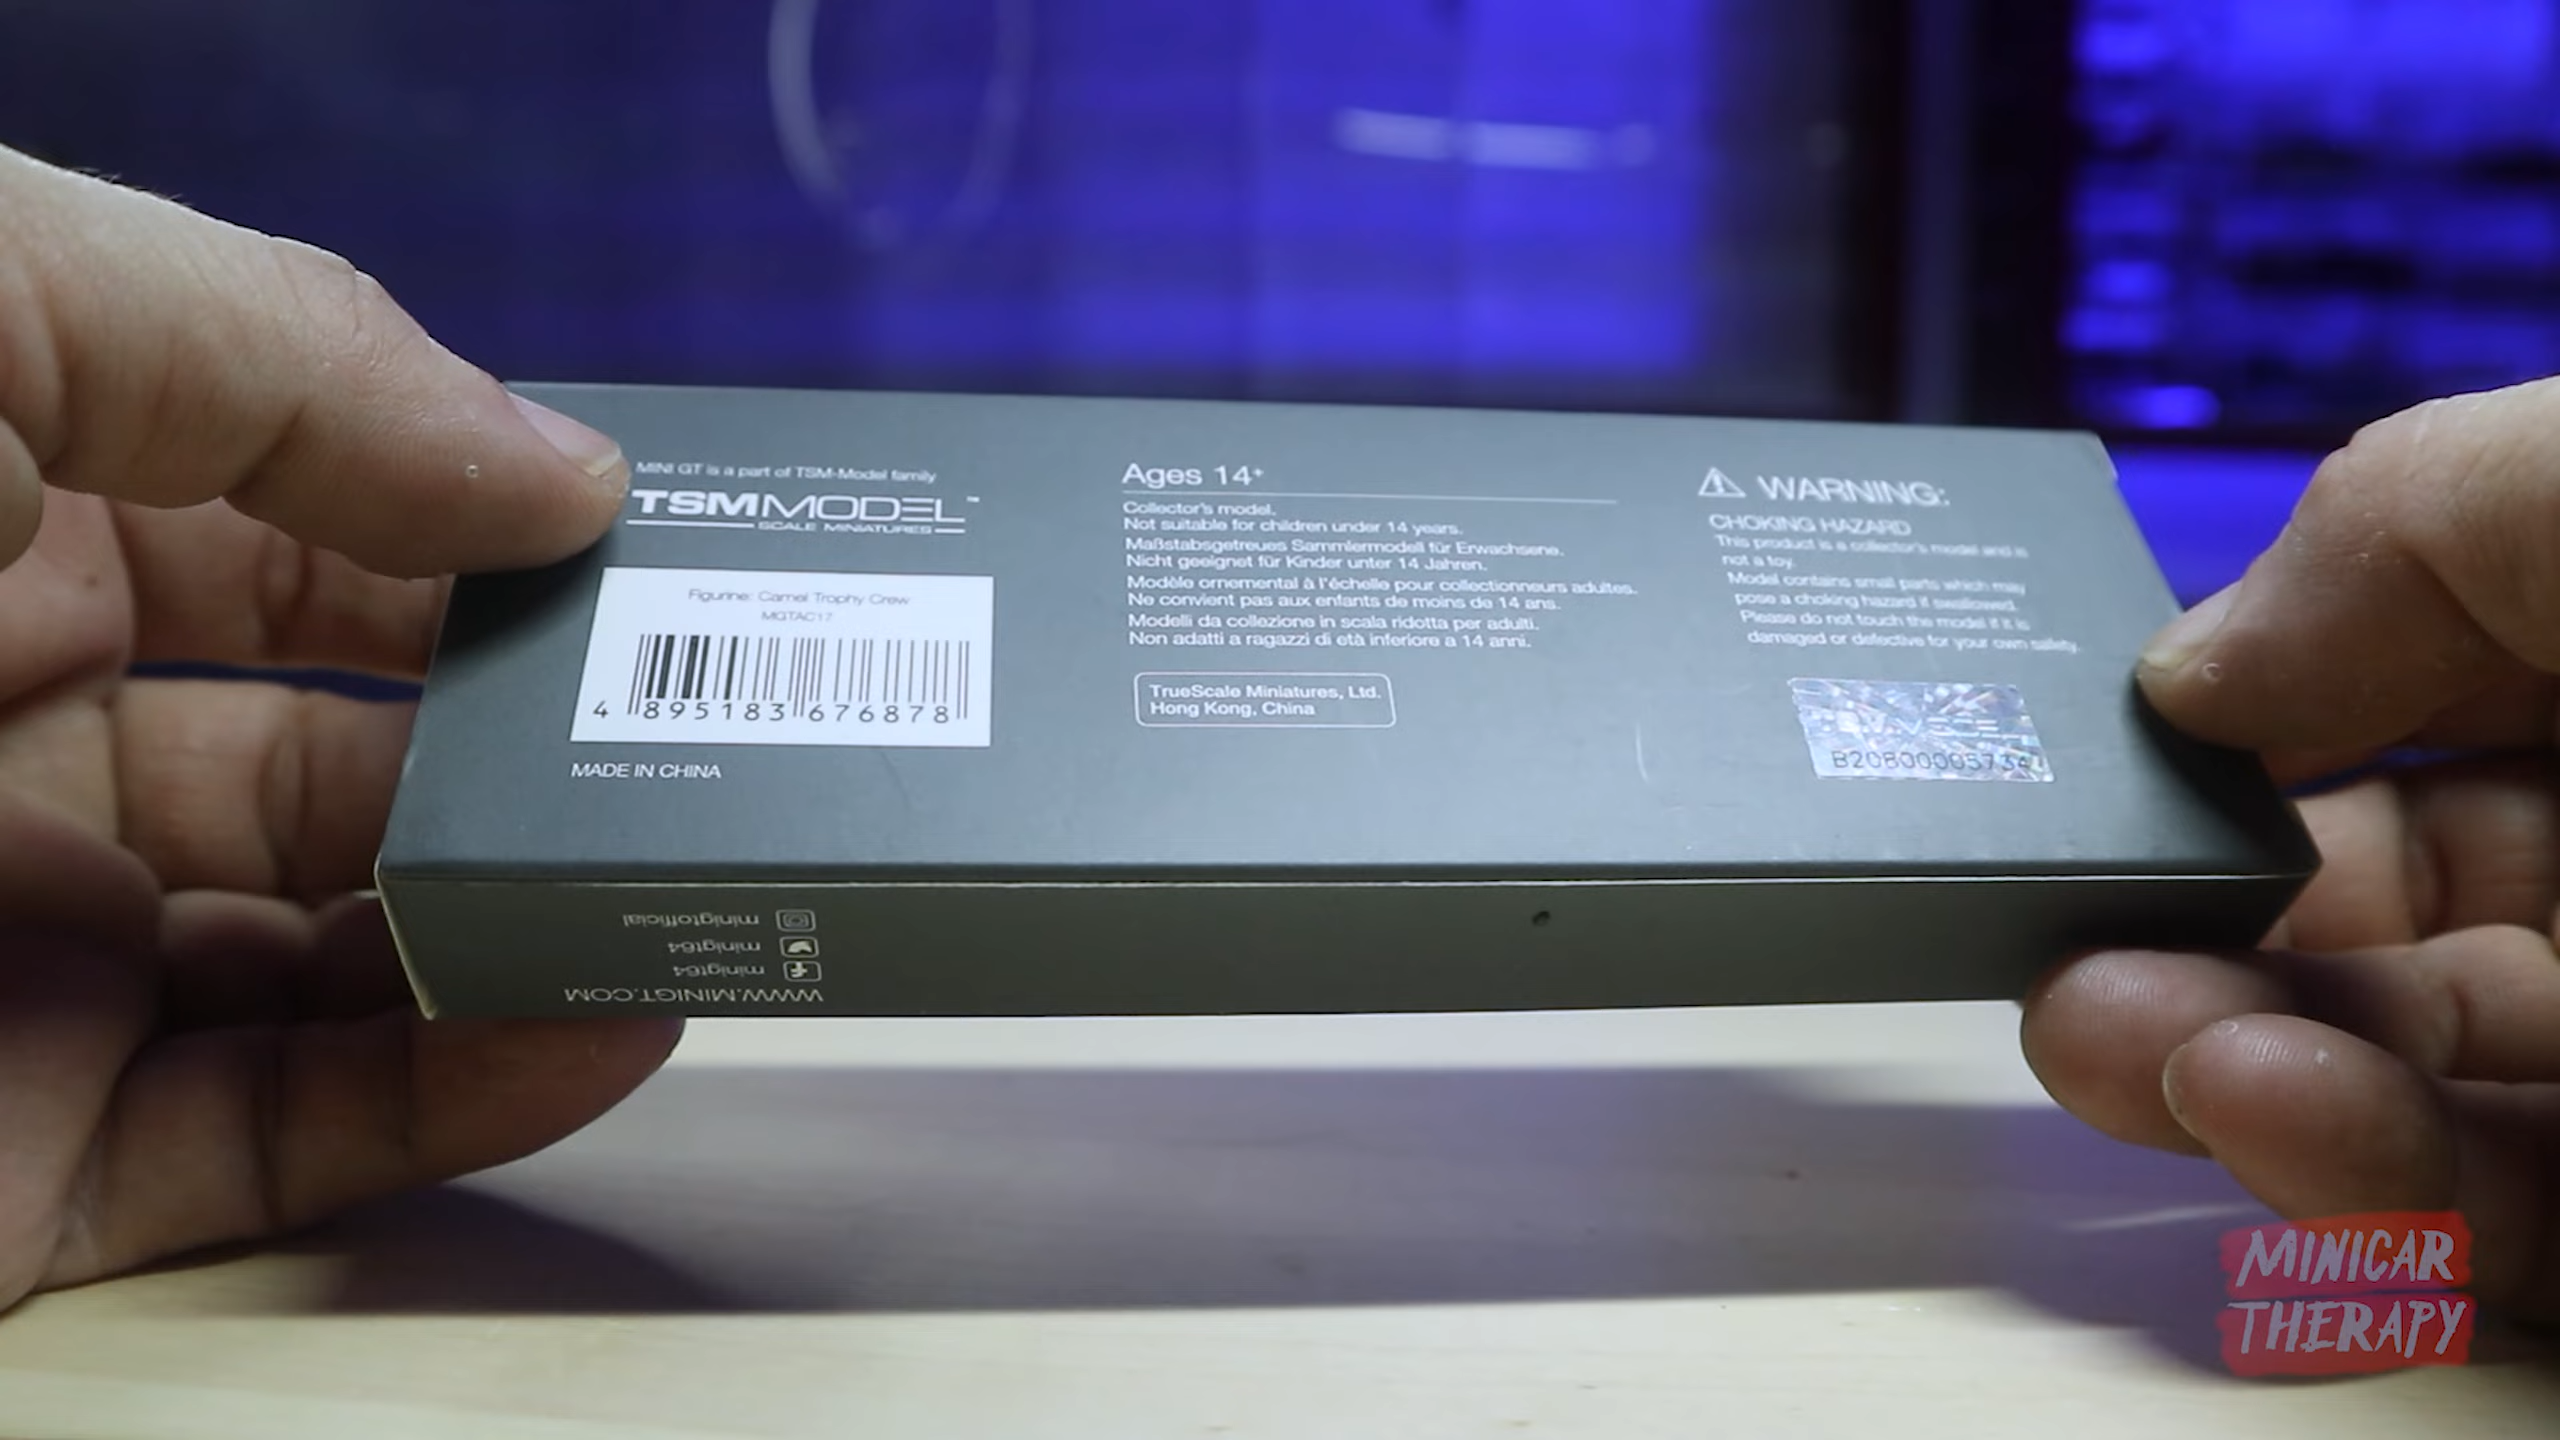 MINI GT is a part of TSM-Model family
TSMMODEL™
SCALE MINIATURES
Figurine: Camel Trophy Crew
MGTAC17
4 895183 676878
MADE IN CHINA
Ages 14+
Collector's model.
Not suitable for children under 14 years.
Maßstabsgetreues Sammlermodell für Erwachsene.
Nicht geeignet für Kinder unter 14 Jahren.
Modèle ornemental à l'échelle pour collectionneurs adultes.
Ne convient pas aux enfants de moins de 14 ans.
Modelli da collezione in scala ridotta per adulti.
Non adatti a ragazzi di età inferiore a 14 anni.
TrueScale Miniatures, Ltd.
Hong Kong, China
⚠ WARNING:
CHOKING HAZARD
This product is a collector's model and is
not a toy.
Model contains small parts which may
pose a choking hazard if swallowed.
Please do not touch the model if it is
damaged or defective for your own safety.
WWW.MINIGT.COM
minigt64
minigt64
minigtofficial
MINICAR
THERAPY